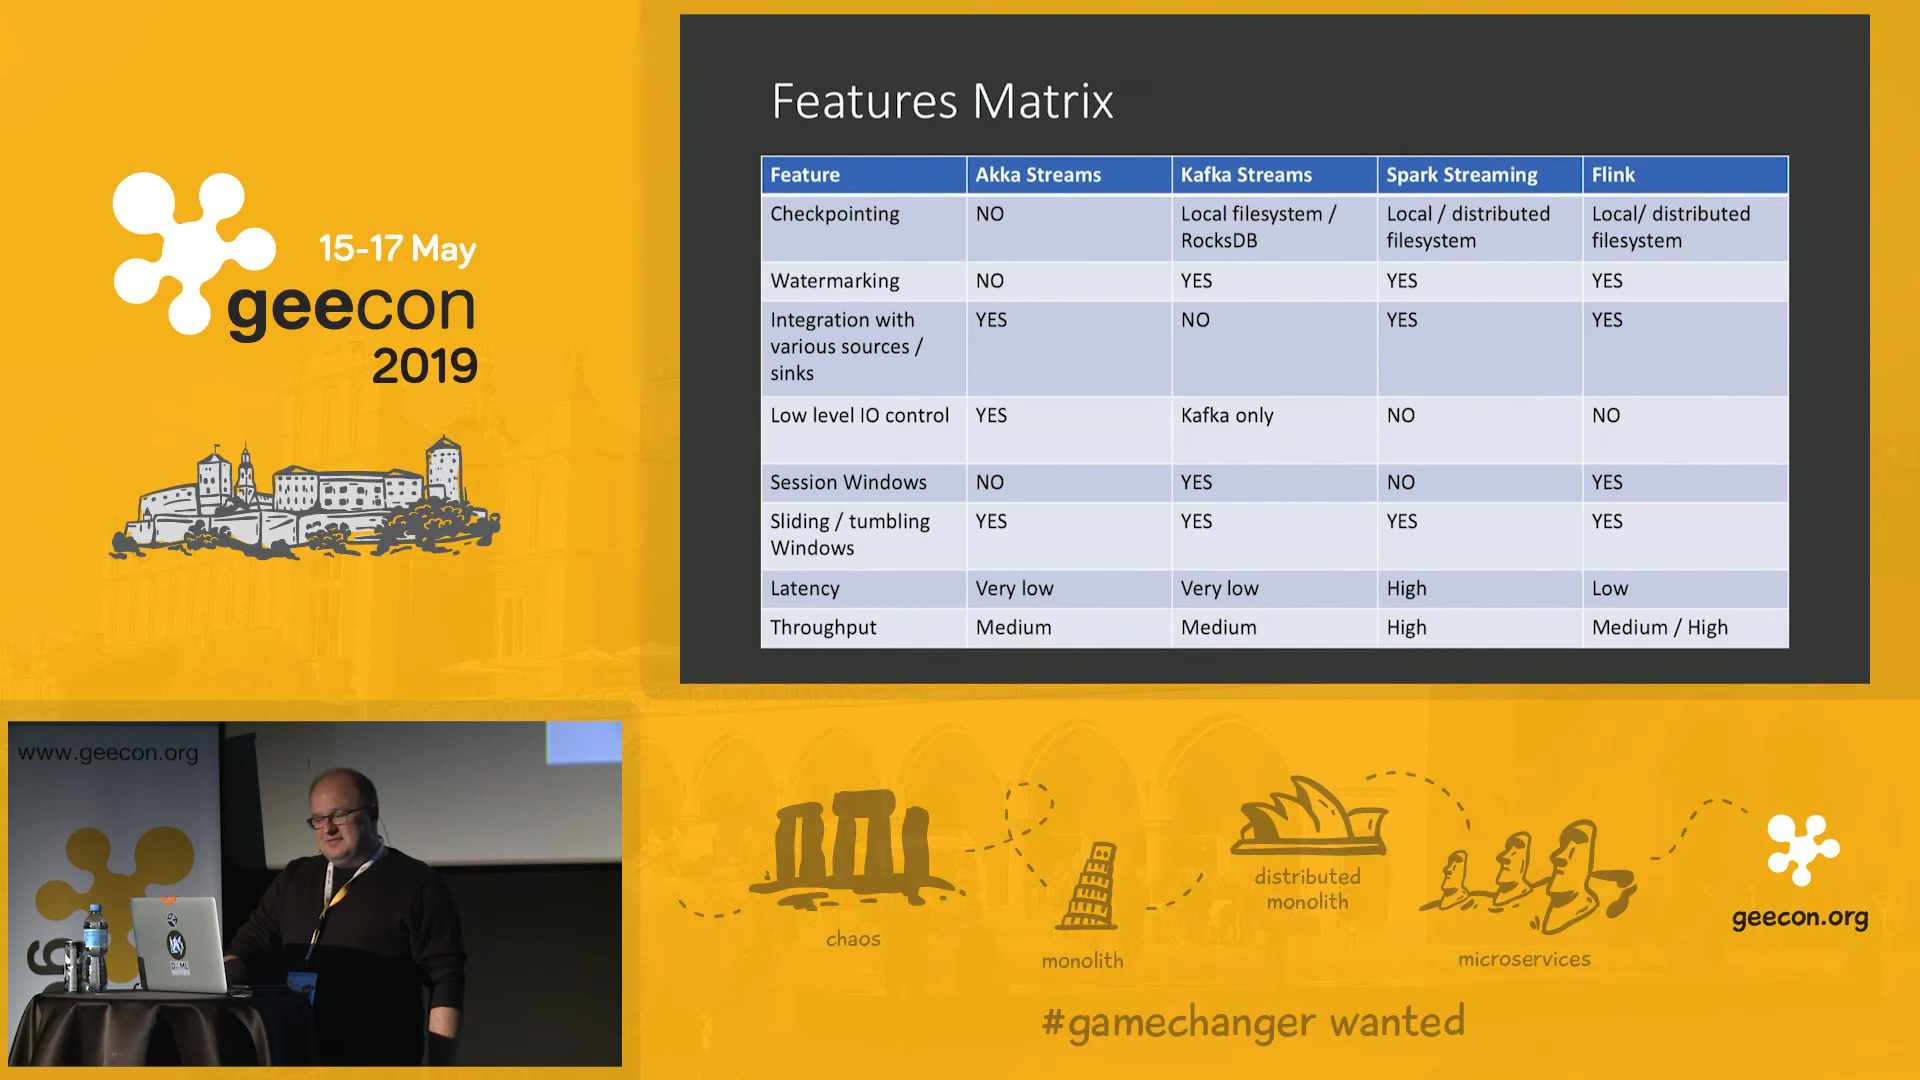 15-17 May
geecon
2019
Features Matrix
Feature Akka Streams Kafka Streams Spark Streaming Flink
Checkpointing NO Local filesystem / RocksDB Local / distributed filesystem Local/ distributed filesystem
Watermarking NO YES YES YES
Integration with various sources / sinks YES NO YES YES
Low level IO control YES Kafka only NO NO
Session Windows NO YES NO YES
Sliding / tumbling Windows YES YES YES YES
Latency Very low Very low High Low
Throughput Medium Medium High Medium / High
www.geecon.org
chaos
monolith
distributed
monolith
microservices
geecon.org
#gamechanger wanted